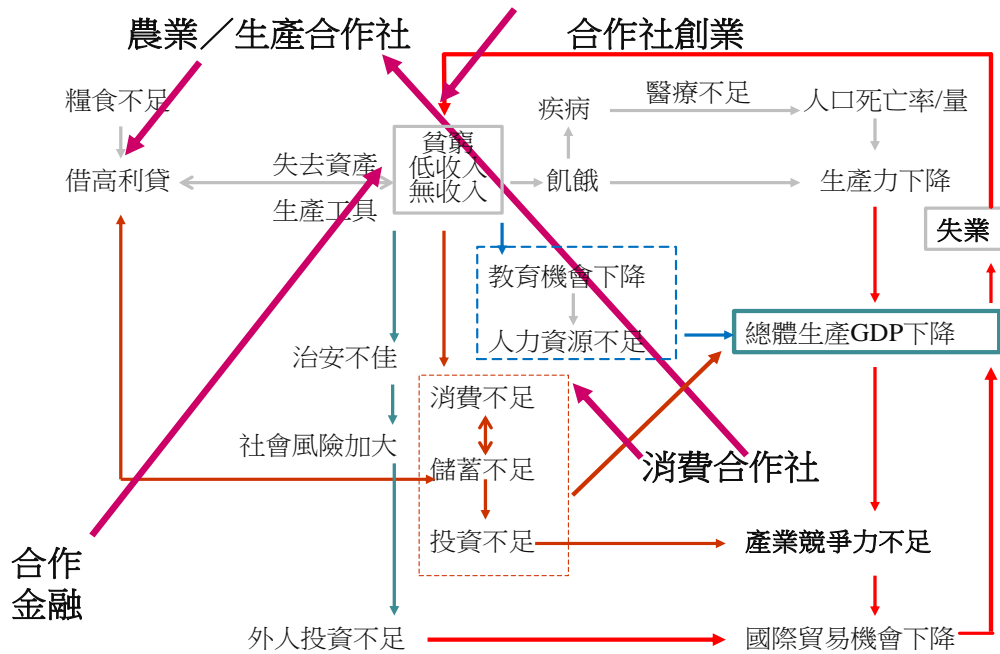 農業／生產合作社
合作社創業
糧食不足
疾病
醫療不足
人口死亡率/量
貧窮
低收入
無收入
借高利貸
失去資產
生產工具
飢餓
生產力下降
失業
教育機會下降
人力資源不足
總體生產GDP下降
治安不佳
消費不足
社會風險加大
儲蓄不足
消費合作社
投資不足
產業競爭力不足
合作
金融
外人投資不足
國際貿易機會下降